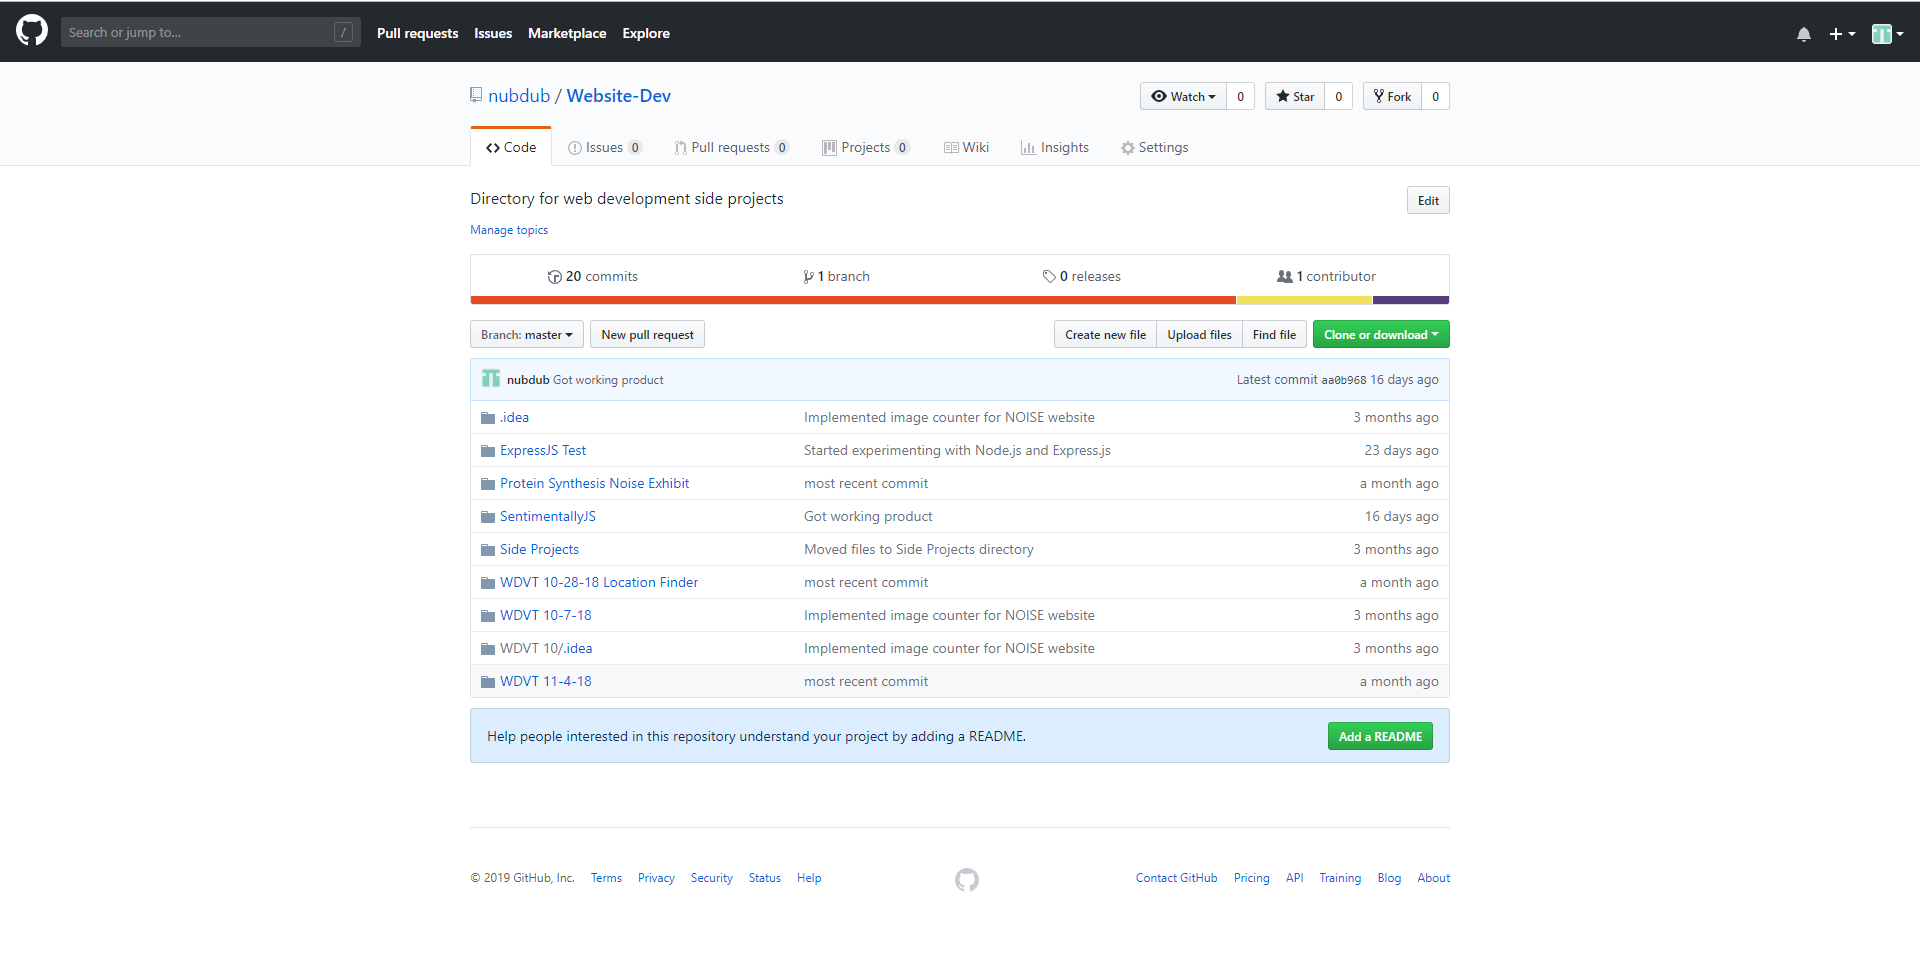 Search or jump to... / Pull requests Issues Marketplace Explore
nubdub / Website-Dev Watch 0 Star 0 Fork 0
Code Issues 0 Pull requests 0 Projects 0 Wiki Insights Settings
Directory for web development side projects Edit
Manage topics
20 commits 1 branch 0 releases 1 contributor
Branch: master New pull request Create new file Upload files Find file Clone or download
nubdub Got working product Latest commit aa0b968 16 days ago
.idea Implemented image counter for NOISE website 3 months ago
ExpressJS Test Started experimenting with Node.js and Express.js 23 days ago
Protein Synthesis Noise Exhibit most recent commit a month ago
SentimentallyJS Got working product 16 days ago
Side Projects Moved files to Side Projects directory 3 months ago
WDVT 10-28-18 Location Finder most recent commit a month ago
WDVT 10-7-18 Implemented image counter for NOISE website 3 months ago
WDVT 10/.idea Implemented image counter for NOISE website 3 months ago
WDVT 11-4-18 most recent commit a month ago
Help people interested in this repository understand your project by adding a README. Add a README
© 2019 GitHub, Inc. Terms Privacy Security Status Help Contact GitHub Pricing API Training Blog About